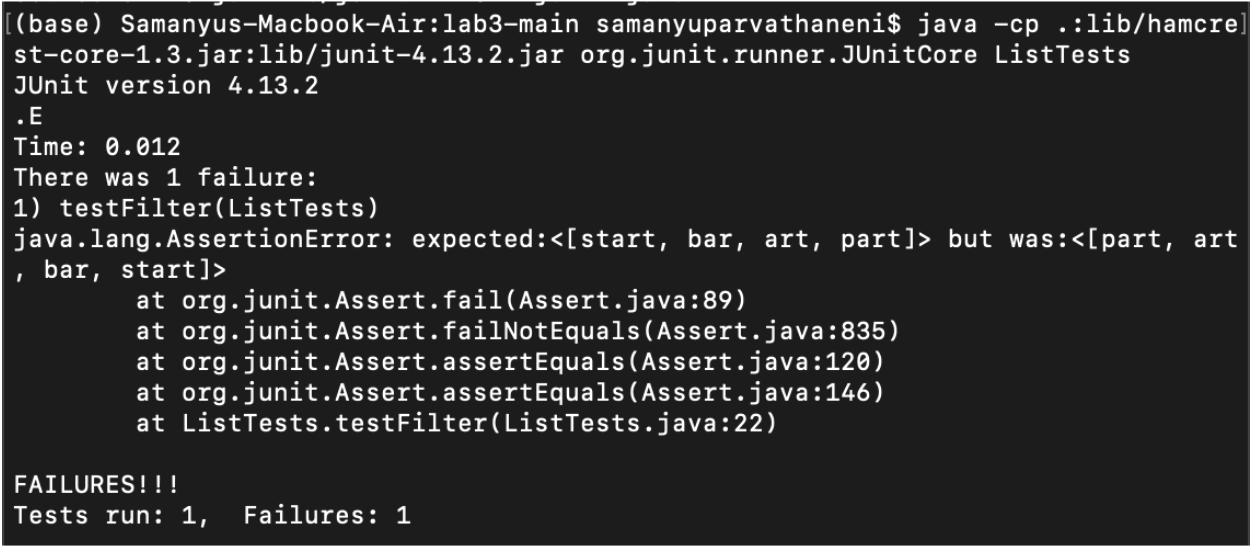 [(base) Samanyus-Macbook-Air:lab3-main samanyuparvathaneni$ java -cp .:lib/hamcre]
st-core-1.3.jar:lib/junit-4.13.2.jar org.junit.runner.JUnitCore ListTests
JUnit version 4.13.2
.E
Time: 0.012
There was 1 failure:
1) testFilter(ListTests)
java.lang.AssertionError: expected:<[start, bar, art, part]> but was:<[part, art
, bar, start]>
        at org.junit.Assert.fail(Assert.java:89)
        at org.junit.Assert.failNotEquals(Assert.java:835)
        at org.junit.Assert.assertEquals(Assert.java:120)
        at org.junit.Assert.assertEquals(Assert.java:146)
        at ListTests.testFilter(ListTests.java:22)

FAILURES!!!
Tests run: 1,  Failures: 1